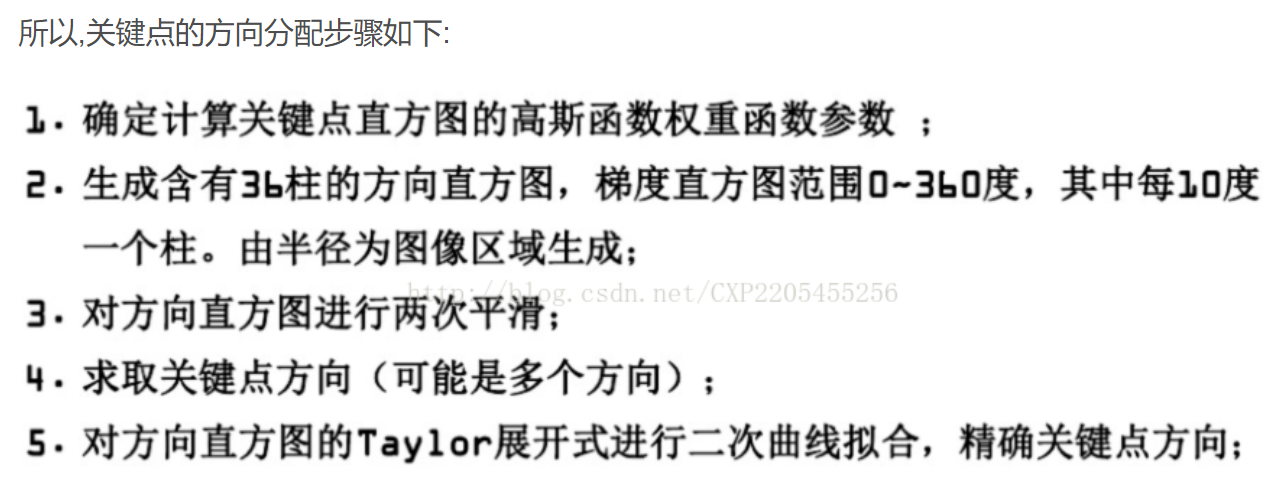 所以,关键点的方向分配步骤如下:
1. 确定计算关键点直方图的高斯函数权重函数参数 ；
2. 生成含有36柱的方向直方图，梯度直方图范围0~360度，其中每10度
一个柱。由半径为图像区域生成；
http://blog.csdn.net/CXP2205455256
3. 对方向直方图进行两次平滑；
4. 求取关键点方向（可能是多个方向）；
5. 对方向直方图的Taylor展开式进行二次曲线拟合，精确关键点方向；